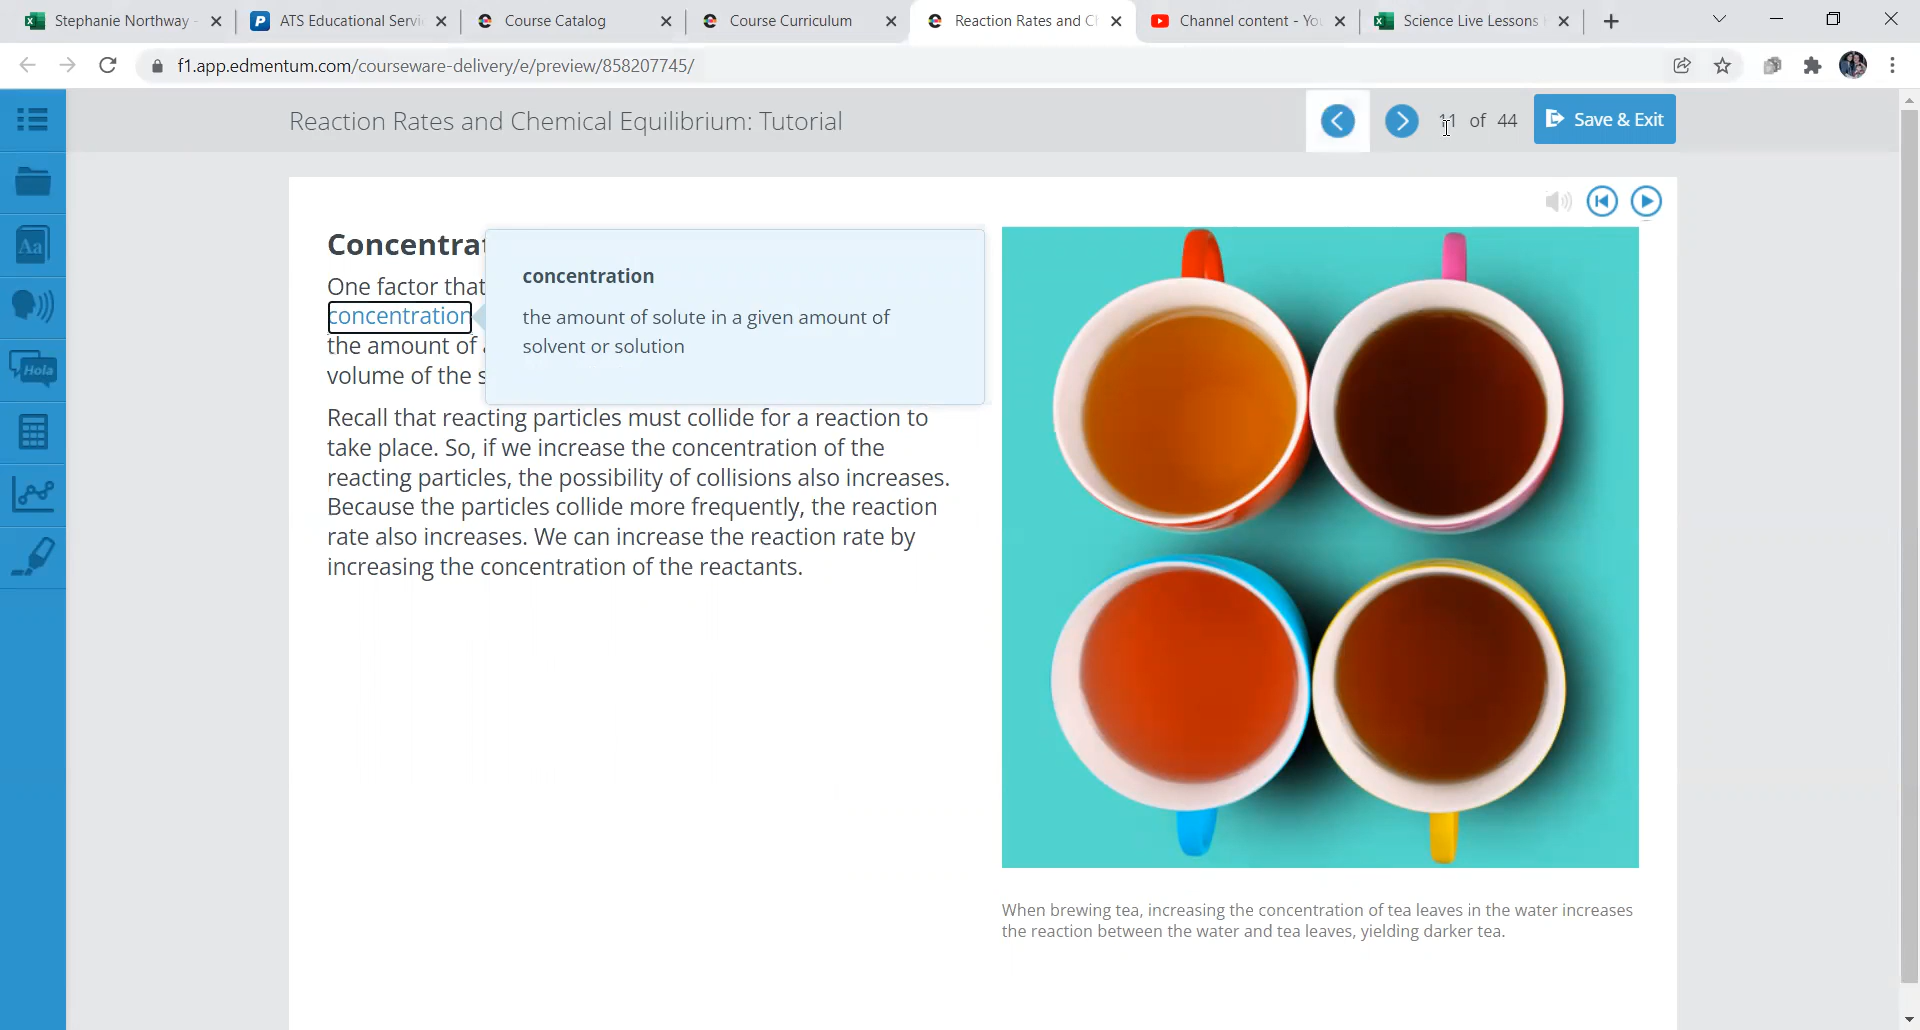 Stephanie Northway -
ATS Educational Servi
Course Catalog
Course Curriculum
Reaction Rates and Ch
Channel content - You
Science Live Lessons
f1.app.edmentum.com/courseware-delivery/e/preview/858207745/
Reaction Rates and Chemical Equilibrium: Tutorial
11 of 44
Save & Exit
Aa
Hola
Concentrat
One factor that
concentration
the amount of
volume of the s
concentration
the amount of solute in a given amount of
solvent or solution
Recall that reacting particles must collide for a reaction to
take place. So, if we increase the concentration of the
reacting particles, the possibility of collisions also increases.
Because the particles collide more frequently, the reaction
rate also increases. We can increase the reaction rate by
increasing the concentration of the reactants.
When brewing tea, increasing the concentration of tea leaves in the water increases
the reaction between the water and tea leaves, yielding darker tea.